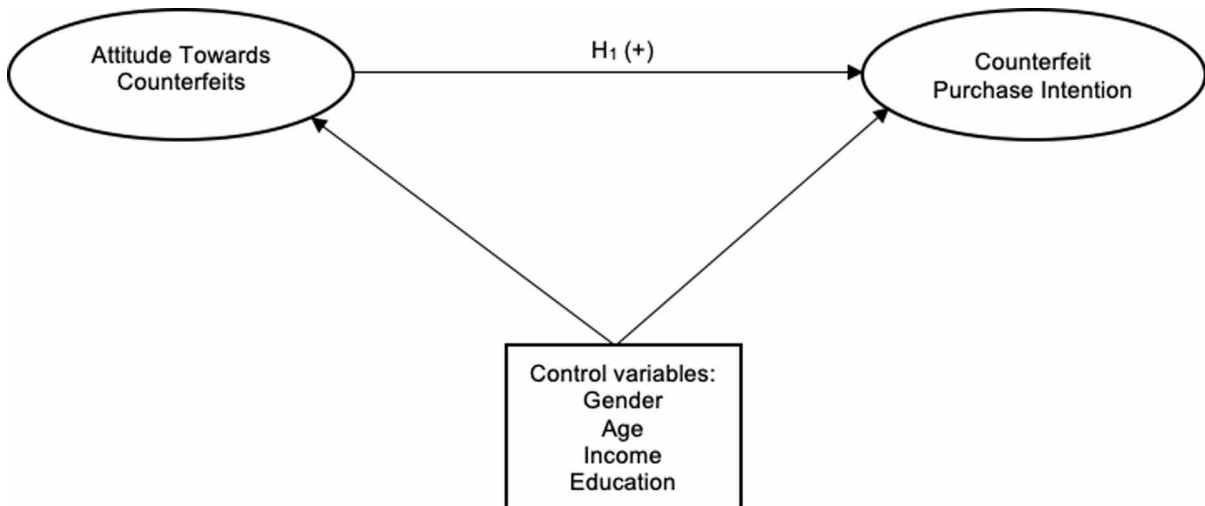 Attitude Towards
Counterfeits
H₁ (+)
Counterfeit
Purchase Intention
Control variables:
Gender
Age
Income
Education